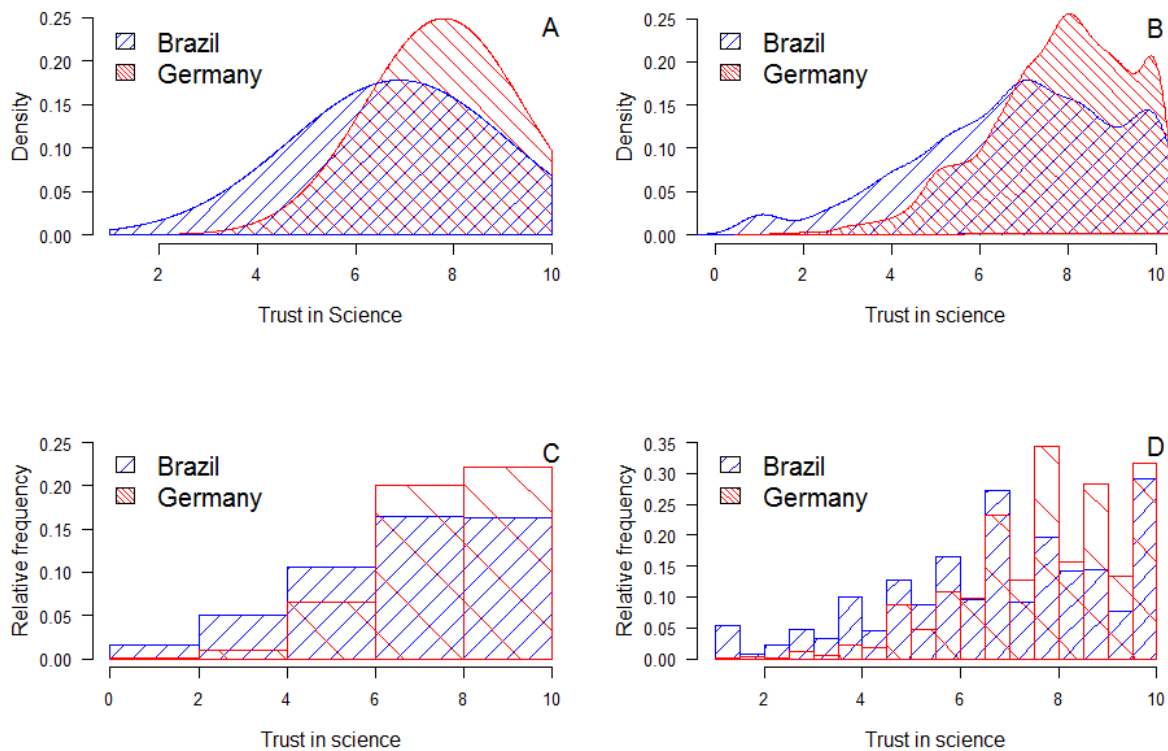 A
Brazil
Germany
Density
0.25
0.20
0.15
0.10
0.05
0.00
2 4 6 8 10
Trust in Science
B
Brazil
Germany
Density
0.25
0.20
0.15
0.10
0.05
0.00
0 2 4 6 8 10
Trust in science
C
Brazil
Germany
Relative frequency
0.25
0.20
0.15
0.10
0.05
0.00
0 2 4 6 8 10
Trust in science
D
Brazil
Germany
Relative frequency
0.35
0.30
0.25
0.20
0.15
0.10
0.05
0.00
2 4 6 8 10
Trust in science